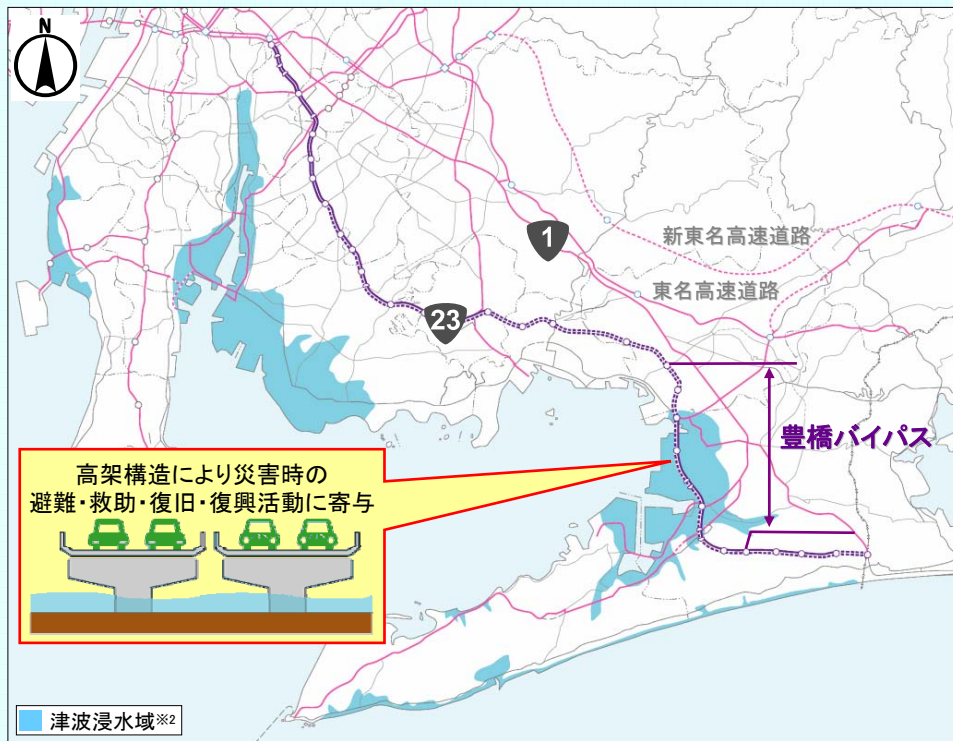 N
1
新東名高速道路
東名高速道路
23
豊橋バイパス
高架構造により災害時の
避難・救助・復旧・復興活動に寄与
津波浸水域※2